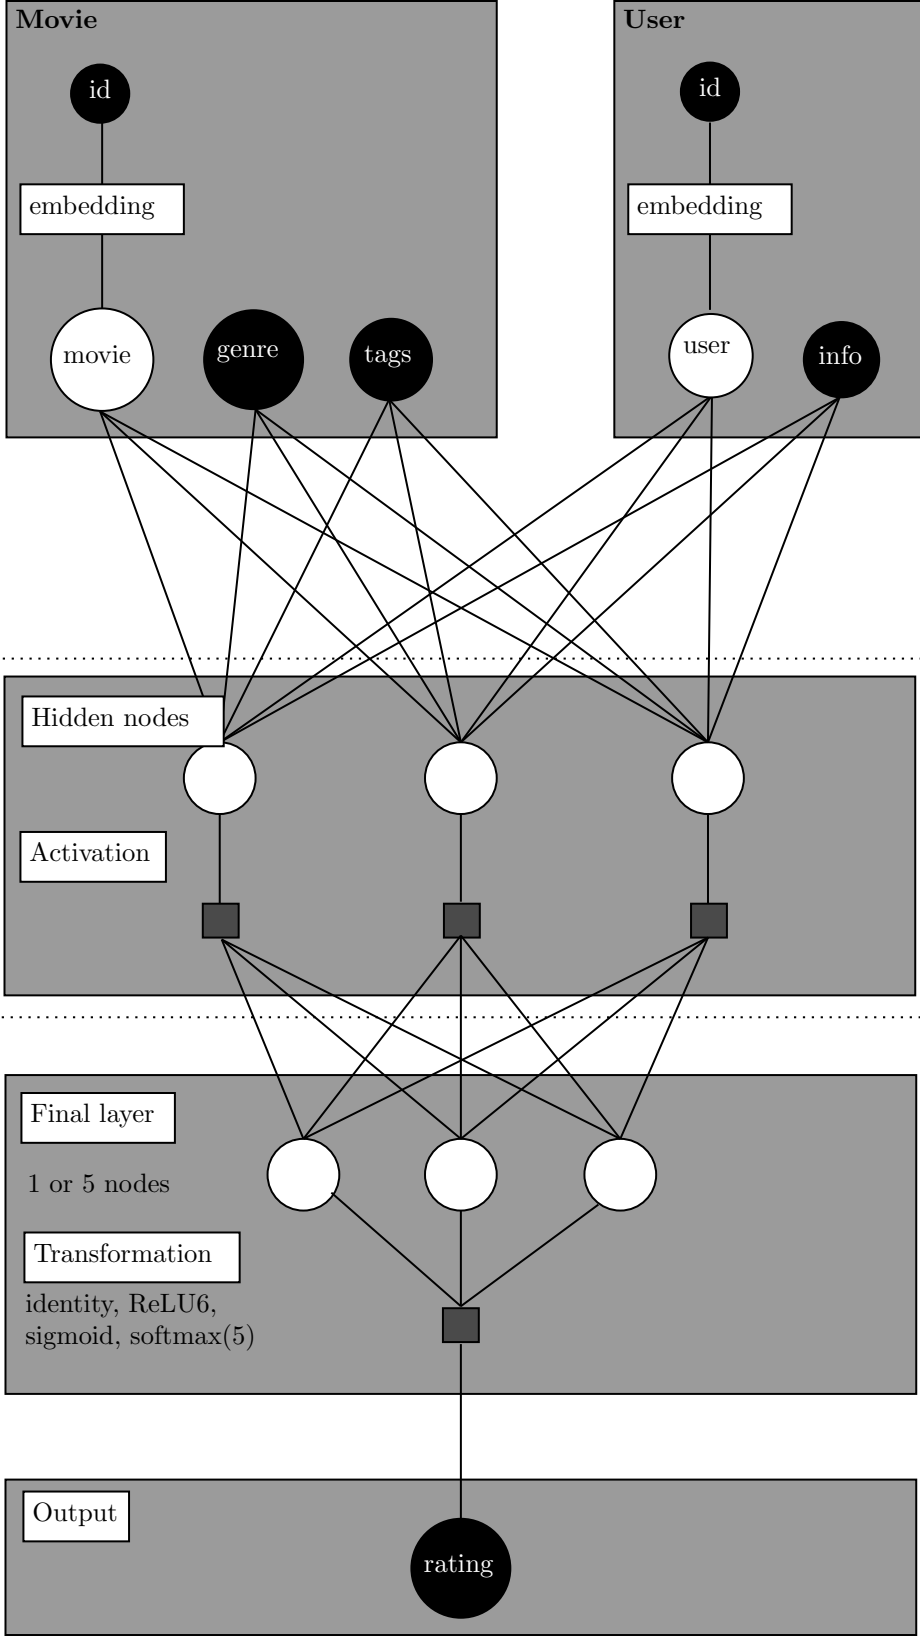 Movie
User
id
id
embedding
embedding
movie
genre
tags
user
info
Hidden nodes
Activation
Final layer
1 or 5 nodes
Transformation
identity, ReLU6,
sigmoid, softmax(5)
Output
rating